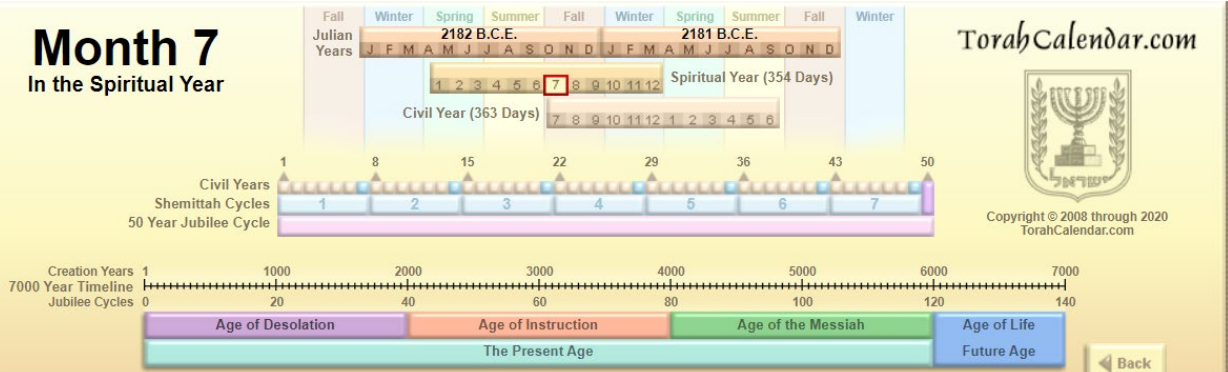 Month 7
In the Spiritual Year
Fall Winter Spring Summer Fall Winter Spring Summer Fall Winter
Julian Years
2182 B.C.E. 2181 B.C.E.
J F M A M J J A S O N D J F M A M J J A S O N D
1 2 3 4 5 6 7 8 9 10 11 12 Spiritual Year (354 Days)
Civil Year (363 Days) 7 8 9 10 11 12 1 2 3 4 5 6
TorahCalendar.com
ישראל
Copyright © 2008 through 2020
TorahCalendar.com
1 8 15 22 29 36 43 50
Civil Years
Shemittah Cycles 1 2 3 4 5 6 7
50 Year Jubilee Cycle
Creation Years 1 1000 2000 3000 4000 5000 6000 7000
7000 Year Timeline
Jubilee Cycles 0 20 40 60 80 100 120 140
Age of Desolation Age of Instruction Age of the Messiah Age of Life
The Present Age Future Age
Back